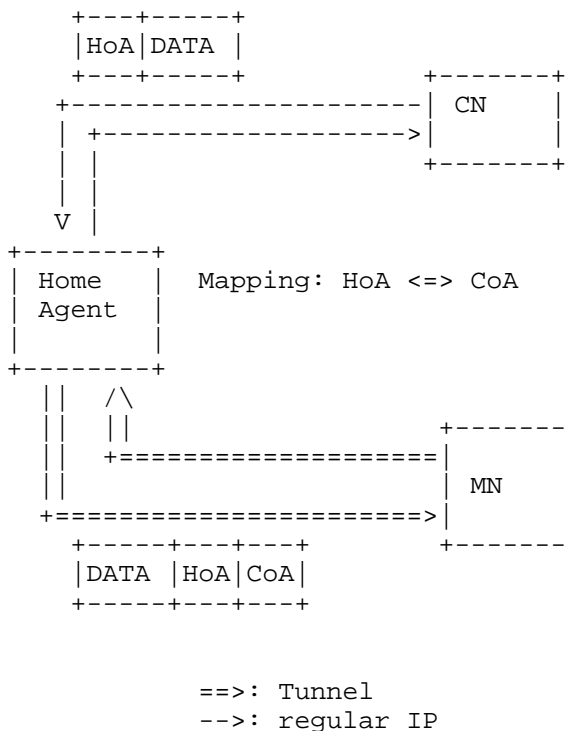 HoA DATA
CN
Home
Agent
Mapping: HoA <=> CoA
MN
DATA HoA CoA
==>: Tunnel
-->: regular IP